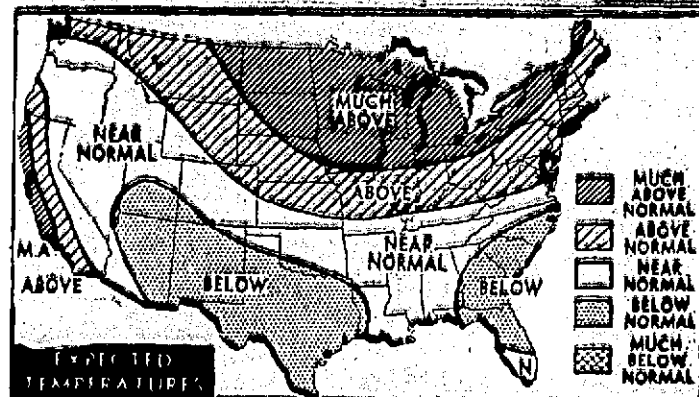 MUCH
ABOVE
NEAR
NORMAL
ABOVE
NEAR
NORMAL
M.A.
ABOVE
BELOW
BELOW
N
MUCH
ABOVE
NORMAL
ABOVE
NORMAL
NEAR
NORMAL
BELOW
NORMAL
MUCH
BELOW
NORMAL
EXPECTED
TEMPERATURES